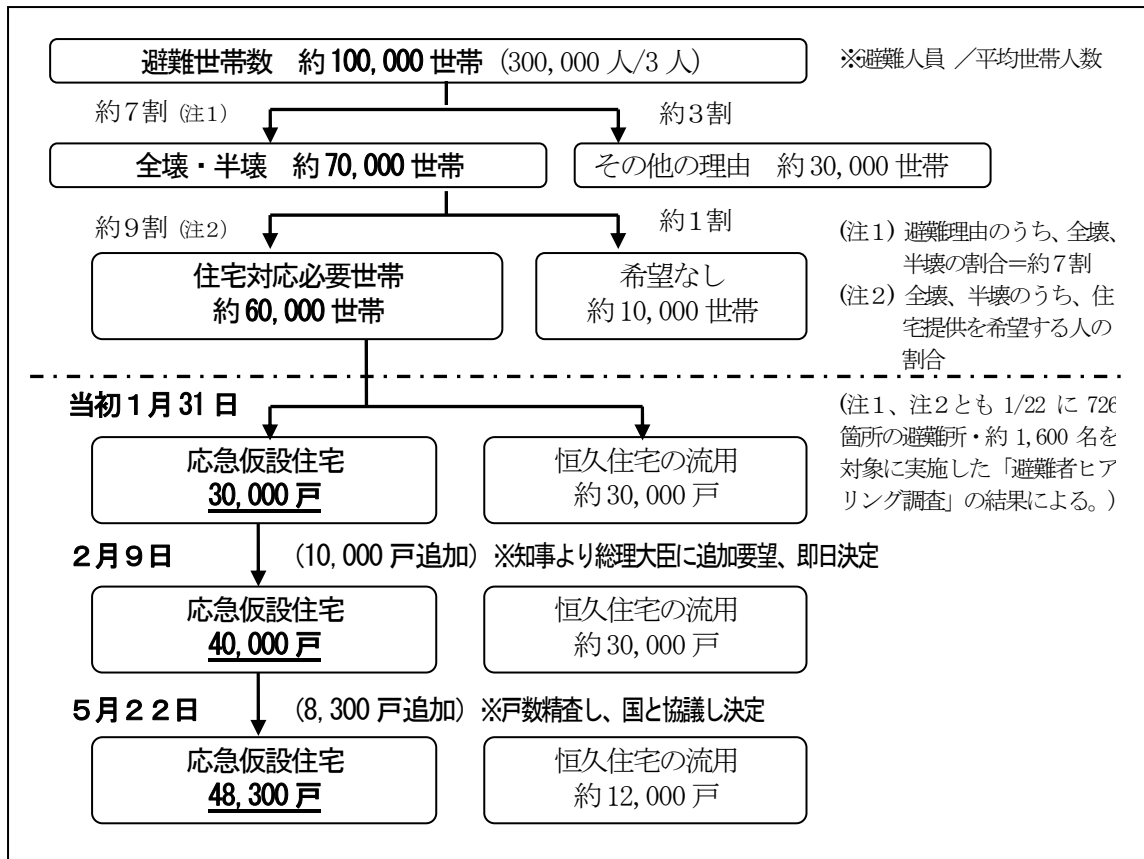 避難世帯数　約100,000世帯 (300,000人/3人)
※避難人員 ／平均世帯人数
約7割 (注1)
約3割
全壊・半壊　約70,000世帯
その他の理由　約30,000世帯
約9割 (注2)
約1割
住宅対応必要世帯
約60,000世帯
希望なし
約10,000世帯
(注1) 避難理由のうち、全壊、
半壊の割合＝約7割
(注2) 全壊、半壊のうち、住
宅提供を希望する人の
割合
当初1月31日
応急仮設住宅
30,000戸
恒久住宅の流用
約30,000戸
(注1、注2とも 1/22 に 726
箇所の避難所・約 1,600 名を
対象に実施した「避難者ヒア
リング調査」の結果による。)
２月９日
(10,000戸追加) ※知事より総理大臣に追加要望、即日決定
応急仮設住宅
40,000戸
恒久住宅の流用
約30,000戸
５月２２日
(8,300戸追加) ※戸数精査し、国と協議し決定
応急仮設住宅
48,300戸
恒久住宅の流用
約12,000戸